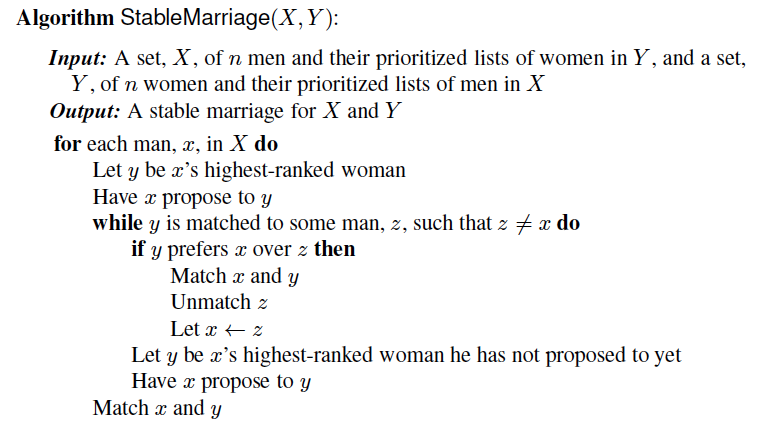 Algorithm StableMarriage(X, Y):
Input: A set, X, of n men and their prioritized lists of women in Y, and a set,
Y, of n women and their prioritized lists of men in X
Output: A stable marriage for X and Y
for each man, x, in X do
Let y be x's highest-ranked woman
Have x propose to y
while y is matched to some man, z, such that z ≠ x do
if y prefers x over z then
Match x and y
Unmatch z
Let x ← z
Let y be x's highest-ranked woman he has not proposed to yet
Have x propose to y
Match x and y